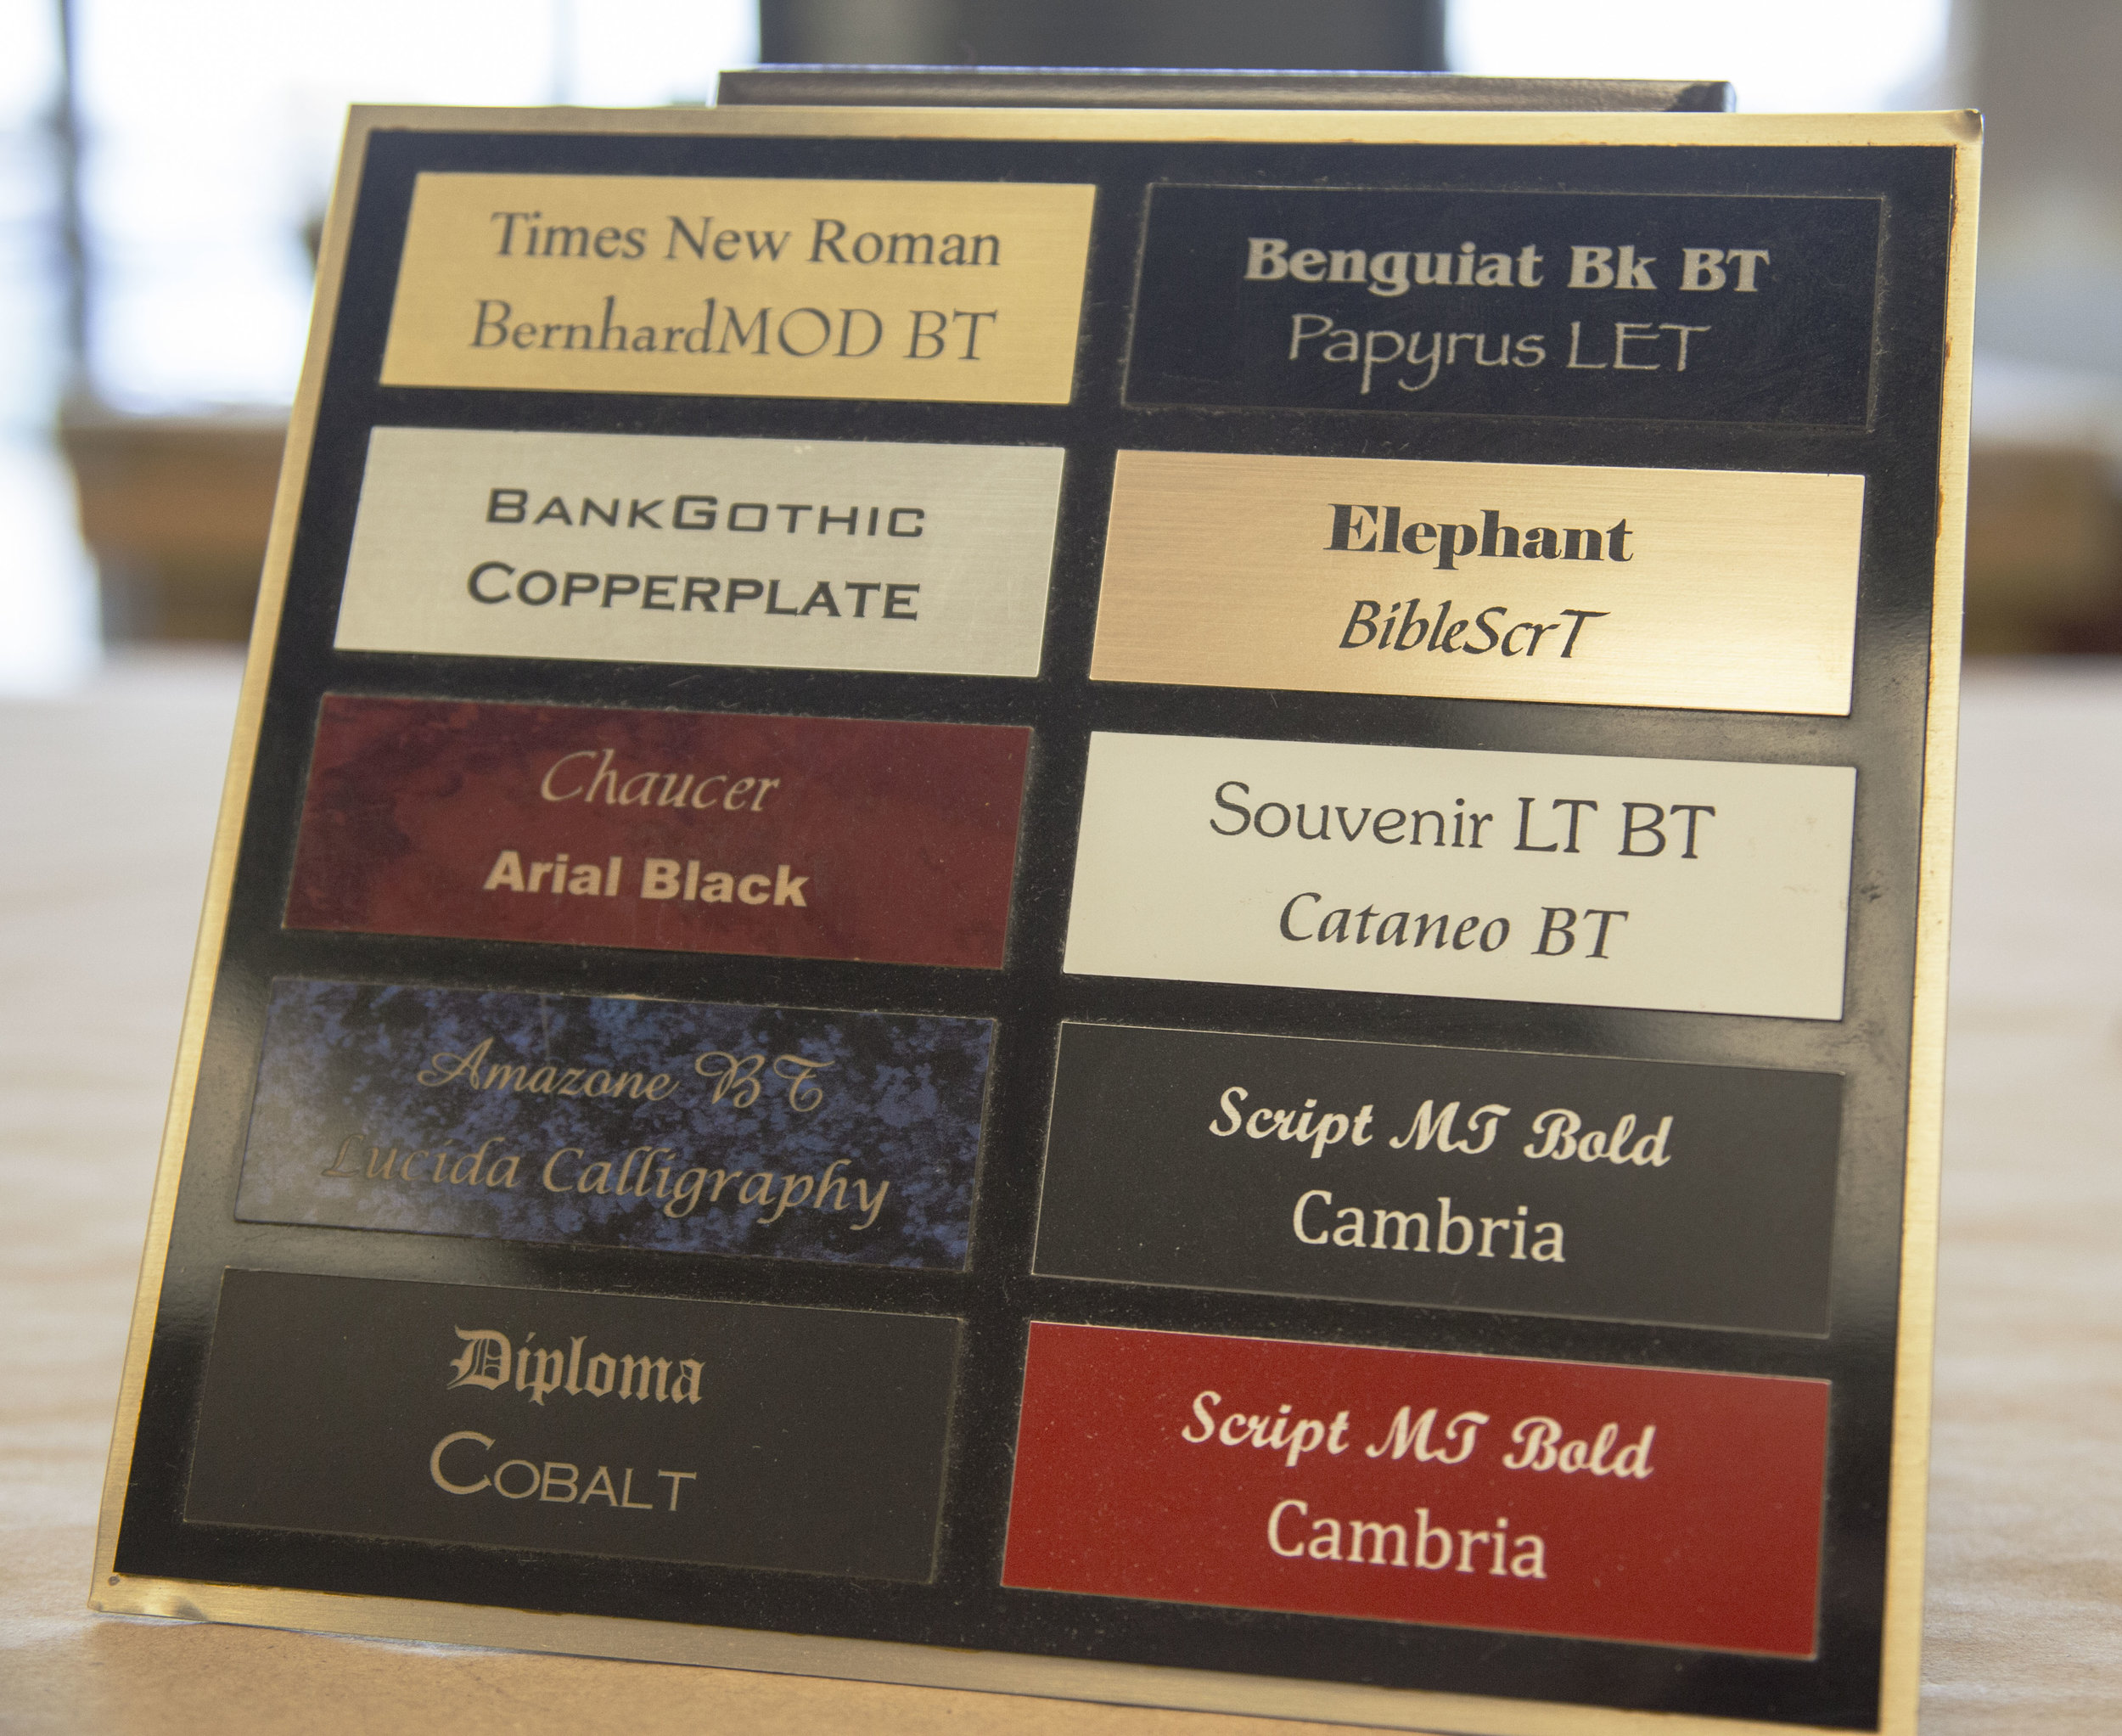 Times New Roman
BernhardMOD BT
Benguiat Bk BT
Papyrus LET
BANKGOTHIC
COPPERPLATE
Elephant
BibleScrT
Chaucer
Arial Black
Souvenir LT BT
Cataneo BT
Amazone BT
Lucida Calligraphy
Script MT Bold
Cambria
Diploma
COBALT
Script MT Bold
Cambria